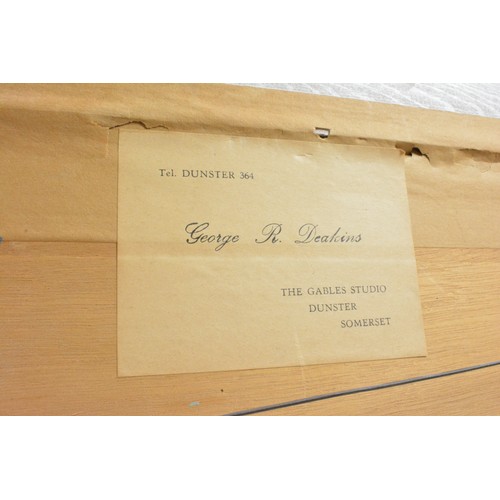 Tel. DUNSTER 364
George R. Deakins
THE GABLES STUDIO
DUNSTER
SOMERSET